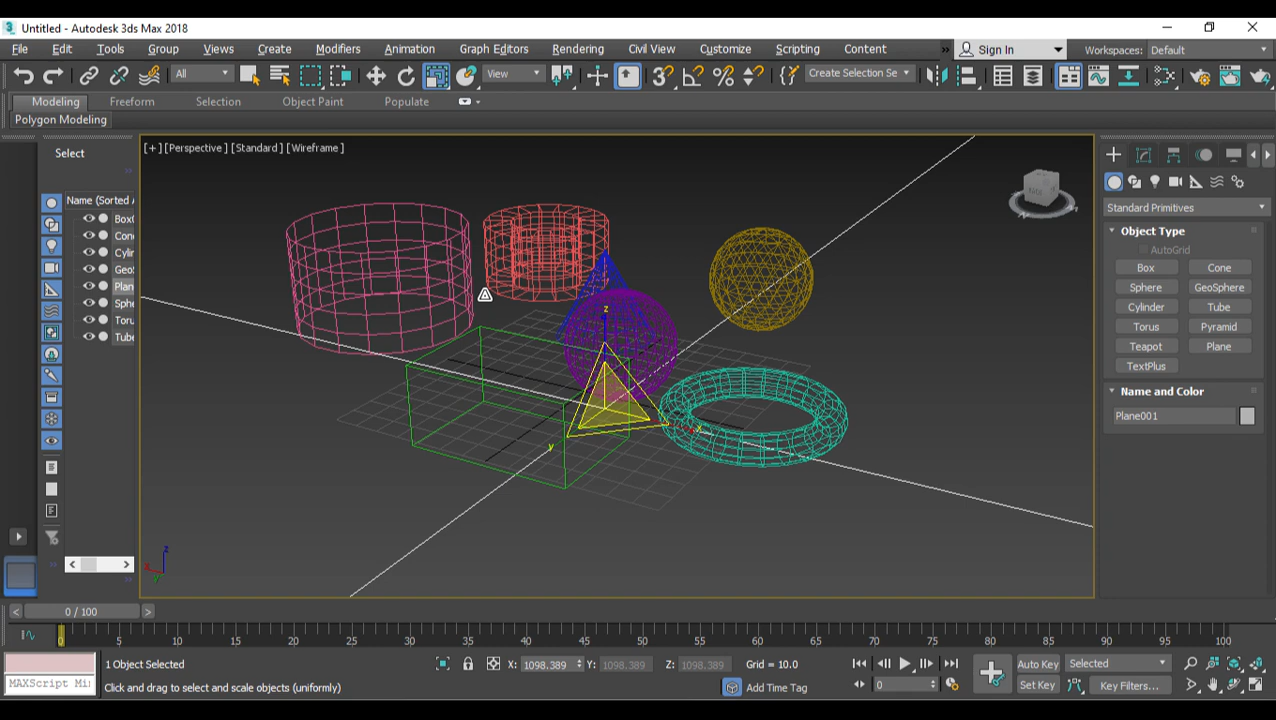 Untitled - Autodesk 3ds Max 2018
File Edit Tools Group Views Create Modifiers Animation Graph Editors Rendering Civil View Customize Scripting Content » Sign In Workspaces: Default
All View Create Selection Se
Modeling Freeform Selection Object Paint Populate
Polygon Modeling
Select
Name (Sorted A
Box0
Cone
Cylin
GeoS
Plan
Sphe
Toru
Tube
[+] [Perspective] [Standard] [Wireframe]
z
x
y
z
x
y
Standard Primitives
Object Type
AutoGrid
Box Cone
Sphere GeoSphere
Cylinder Tube
Torus Pyramid
Teapot Plane
TextPlus
Name and Color
Plane001
< 0 / 100 >
0 5 10 15 20 25 30 35 40 45 50 55 60 65 70 75 80 85 90 95 100
1 Object Selected X: 1098.389 Y: 1098.389 Z: 1098.389 Grid = 10.0 Auto Key Selected
MAXScript Mi Click and drag to select and scale objects (uniformly) Add Time Tag 0 Set Key Key Filters...